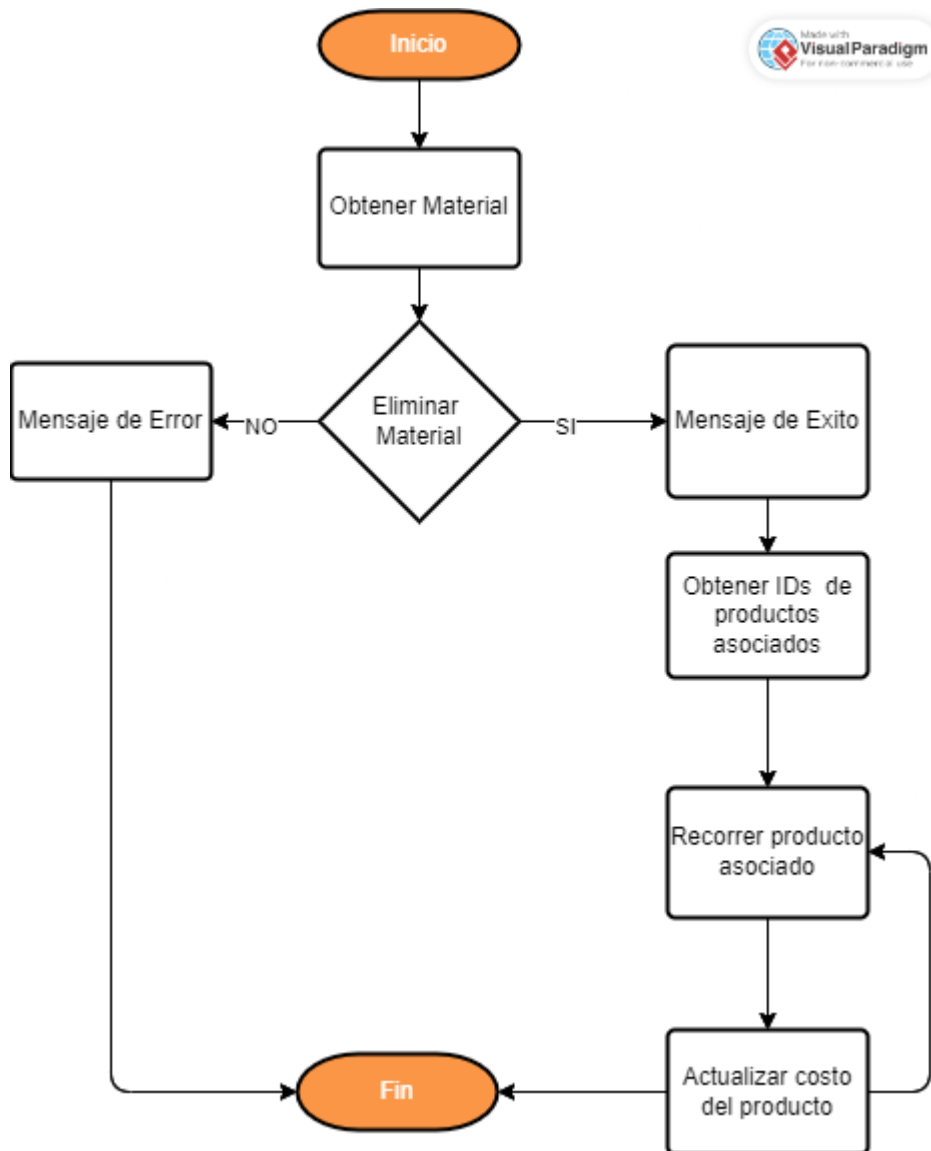 Inicio
Made with
VisualParadigm
For non-commercial use
Obtener Material
Eliminar
Material
NO
SI
Mensaje de Error
Mensaje de Exito
Obtener IDs de
productos
asociados
Recorrer producto
asociado
Actualizar costo
del producto
Fin